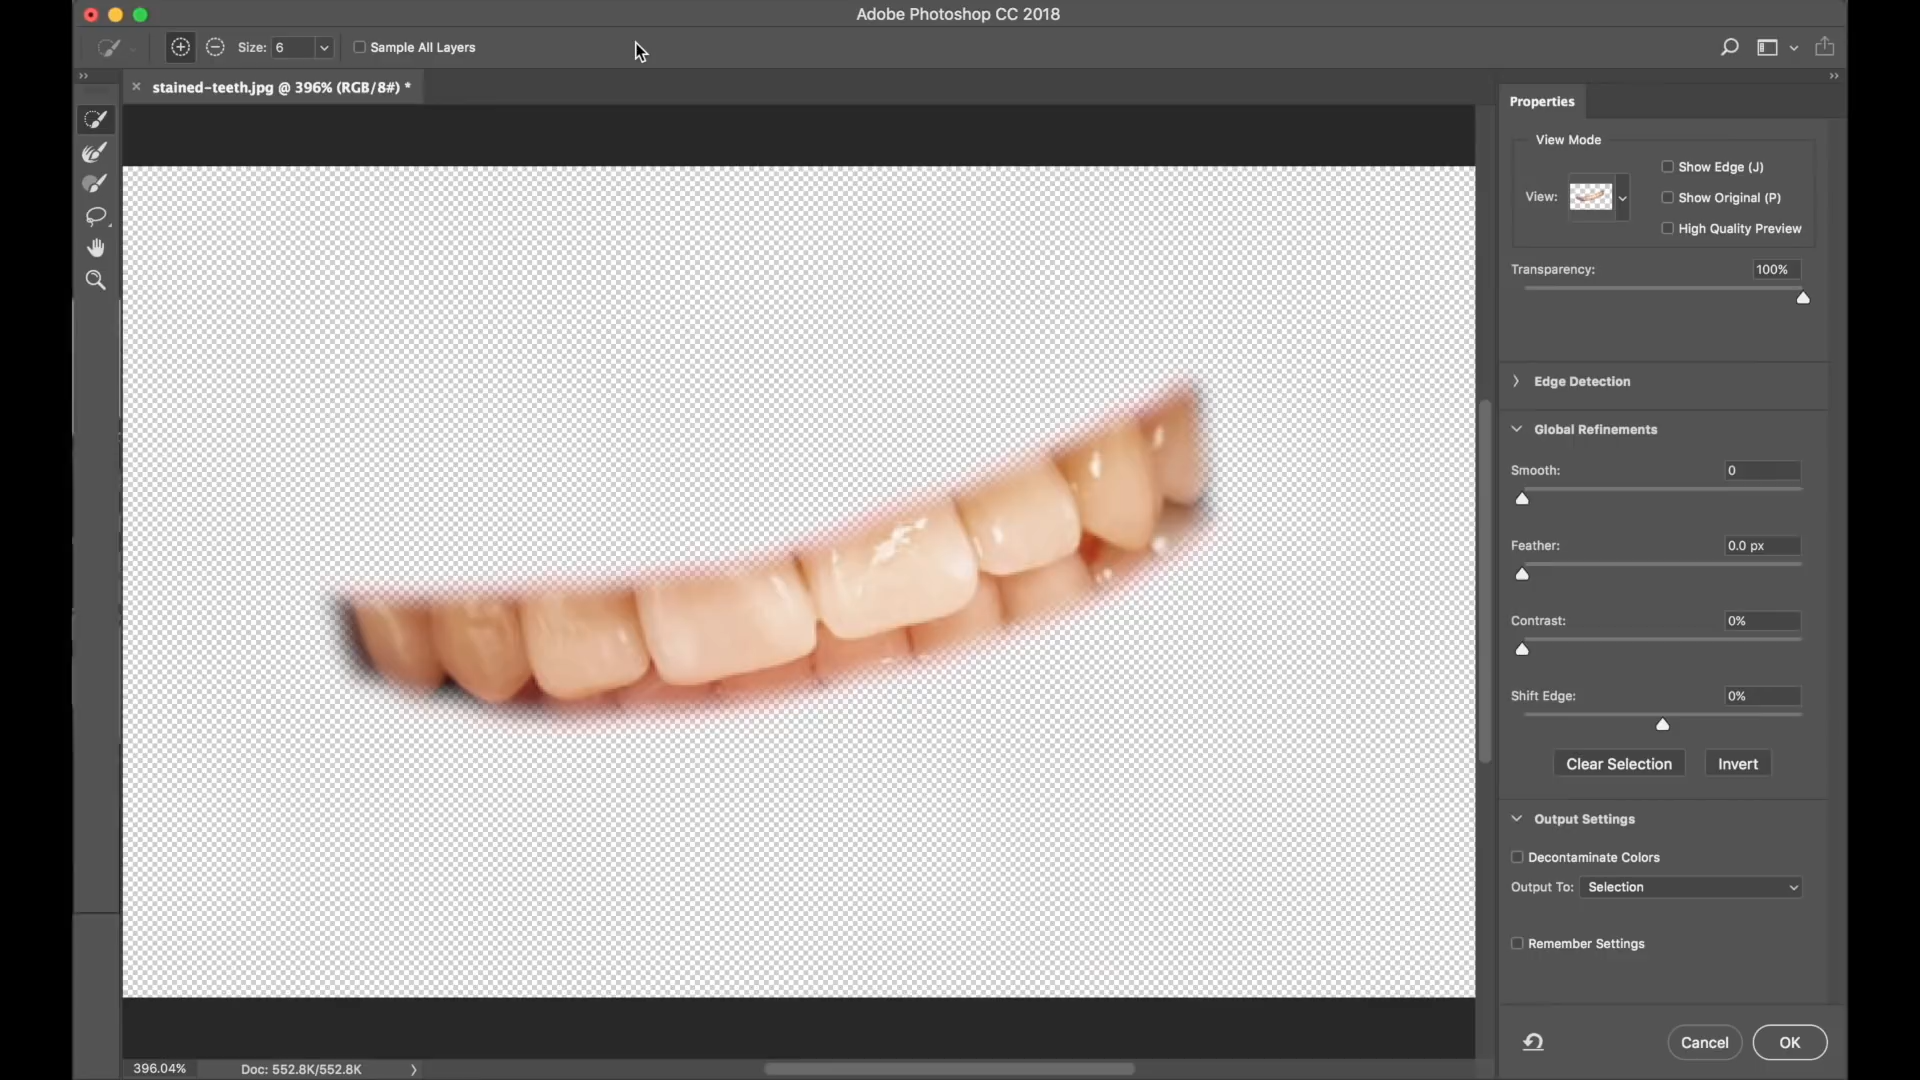 Adobe Photoshop CC 2018
Size: 6 Sample All Layers
stained-teeth.jpg @ 396% (RGB/8#) *
Properties
View Mode
Show Edge (J)
View:
Show Original (P)
High Quality Preview
Transparency: 100%
Edge Detection
Global Refinements
Smooth: 0
Feather: 0.0 px
Contrast: 0%
Shift Edge: 0%
Clear Selection Invert
Output Settings
Decontaminate Colors
Output To: Selection
Remember Settings
Cancel OK
396.04% Doc: 552.8K/552.8K